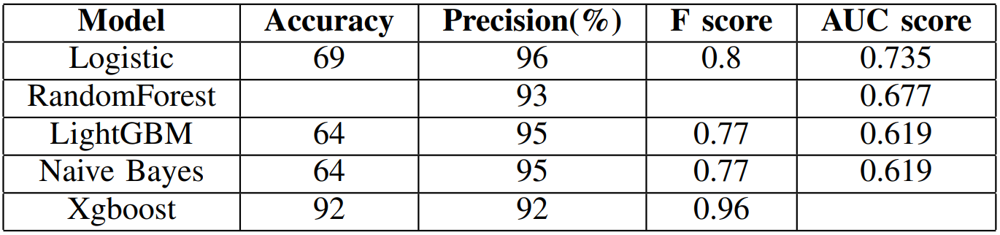 Model Accuracy Precision(%) F score AUC score
Logistic 69 96 0.8 0.735
RandomForest 93 0.677
LightGBM 64 95 0.77 0.619
Naive Bayes 64 95 0.77 0.619
Xgboost 92 92 0.96